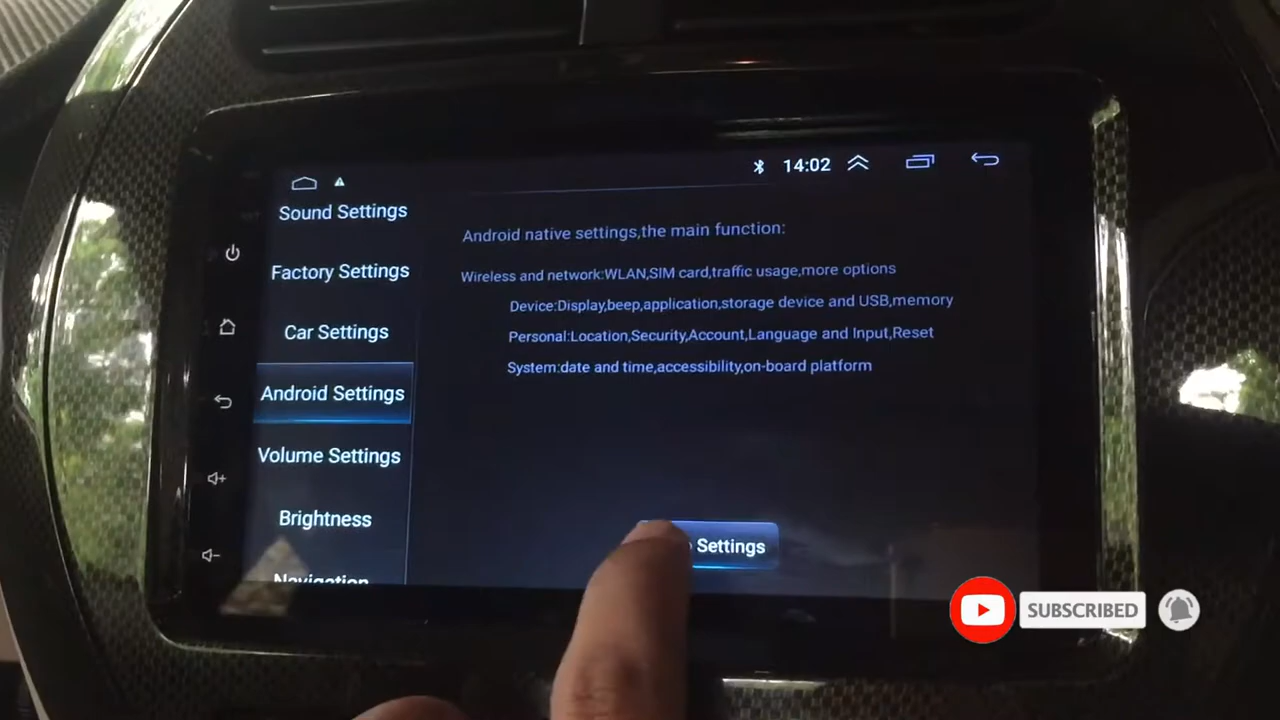 14:02
Sound Settings
Factory Settings
Car Settings
Android Settings
Volume Settings
Brightness
Navigation
Android native settings,the main function:
Wireless and network:WLAN,SIM card,traffic usage,more options
Device:Display,beep,application,storage device and USB,memory
Personal:Location,Security,Account,Language and Input,Reset
System:date and time,accessibility,on-board platform
Settings
SUBSCRIBED